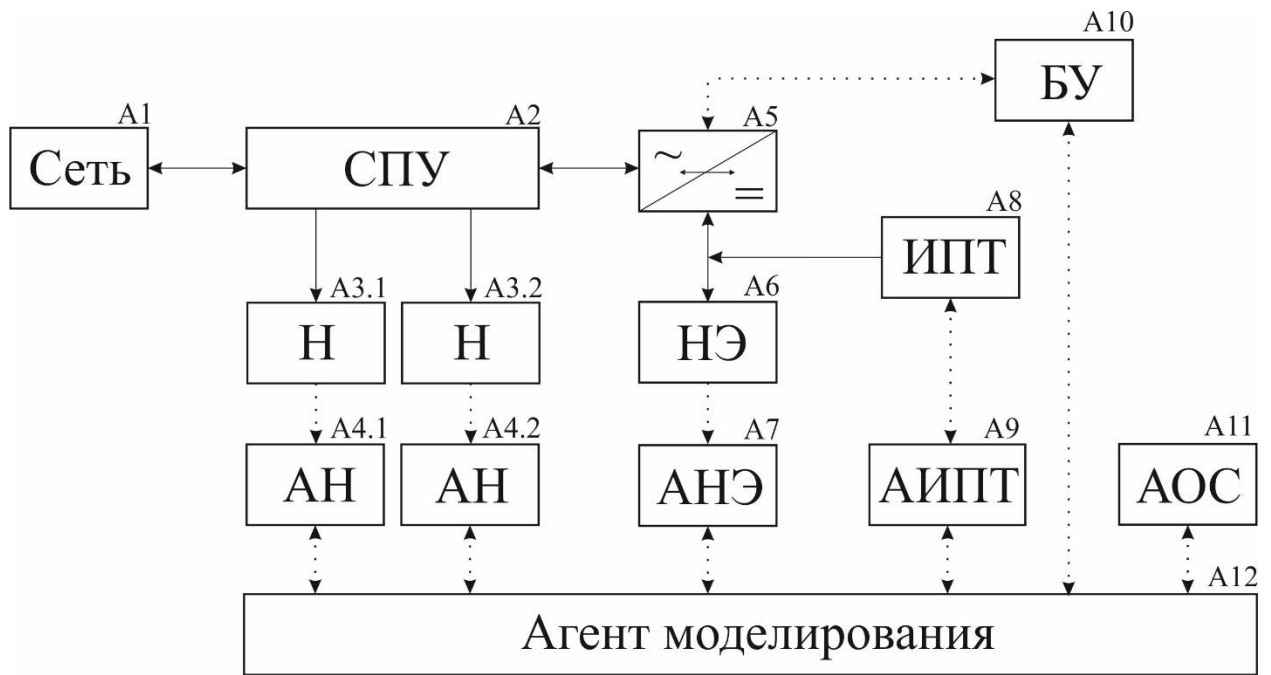 A10
БУ
A1
Сеть
A2
СПУ
A5
~
=
A8
ИПТ
A3.1
Н
A3.2
Н
A6
НЭ
A4.1
АН
A4.2
АН
A7
АНЭ
A9
АИПТ
A11
АОС
A12
Агент моделирования